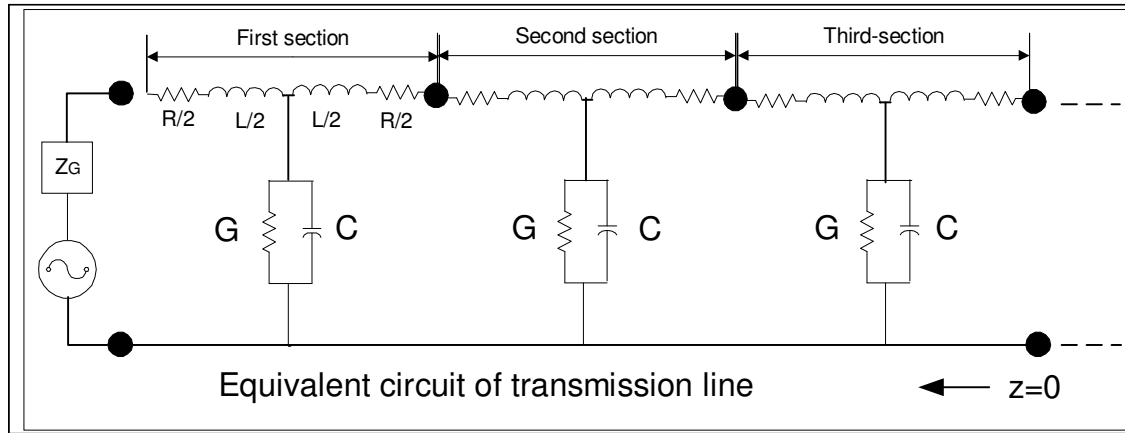 First section
Second section
Third-section
R/2
L/2
L/2
R/2
ZG
G
C
G
C
G
C
Equivalent circuit of transmission line
z=0